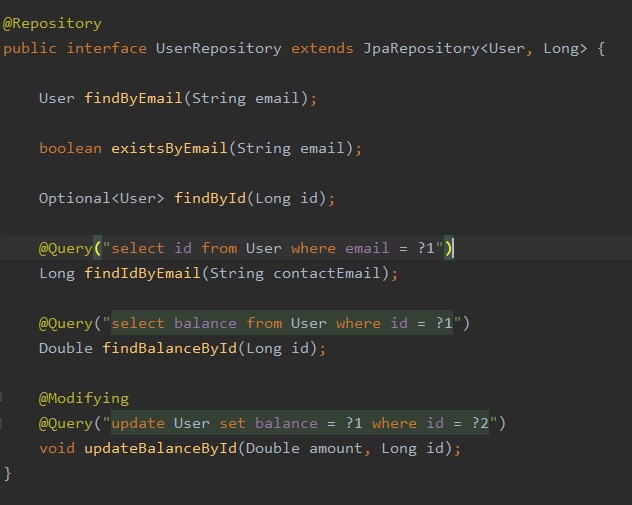 @Repository
public interface UserRepository extends JpaRepository<User, Long> {
User findByEmail(String email);
boolean existsByEmail(String email);
Optional<User> findById(Long id);
@Query("select id from User where email = ?1")
Long findIdByEmail(String contactEmail);
@Query("select balance from User where id = ?1")
Double findBalanceById(Long id);
@Modifying
@Query("update User set balance = ?1 where id = ?2")
void updateBalanceById(Double amount, Long id);
}